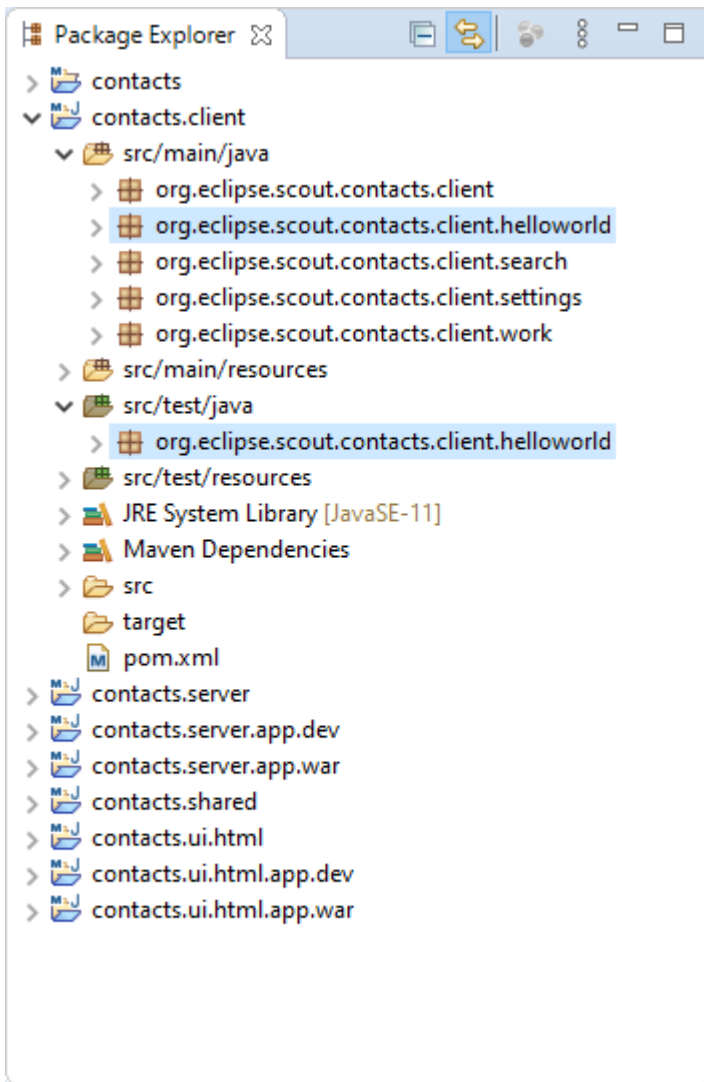 Package Explorer
contacts
contacts.client
src/main/java
org.eclipse.scout.contacts.client
org.eclipse.scout.contacts.client.helloworld
org.eclipse.scout.contacts.client.search
org.eclipse.scout.contacts.client.settings
org.eclipse.scout.contacts.client.work
src/main/resources
src/test/java
org.eclipse.scout.contacts.client.helloworld
src/test/resources
JRE System Library [JavaSE-11]
Maven Dependencies
src
target
pom.xml
contacts.server
contacts.server.app.dev
contacts.server.app.war
contacts.shared
contacts.ui.html
contacts.ui.html.app.dev
contacts.ui.html.app.war